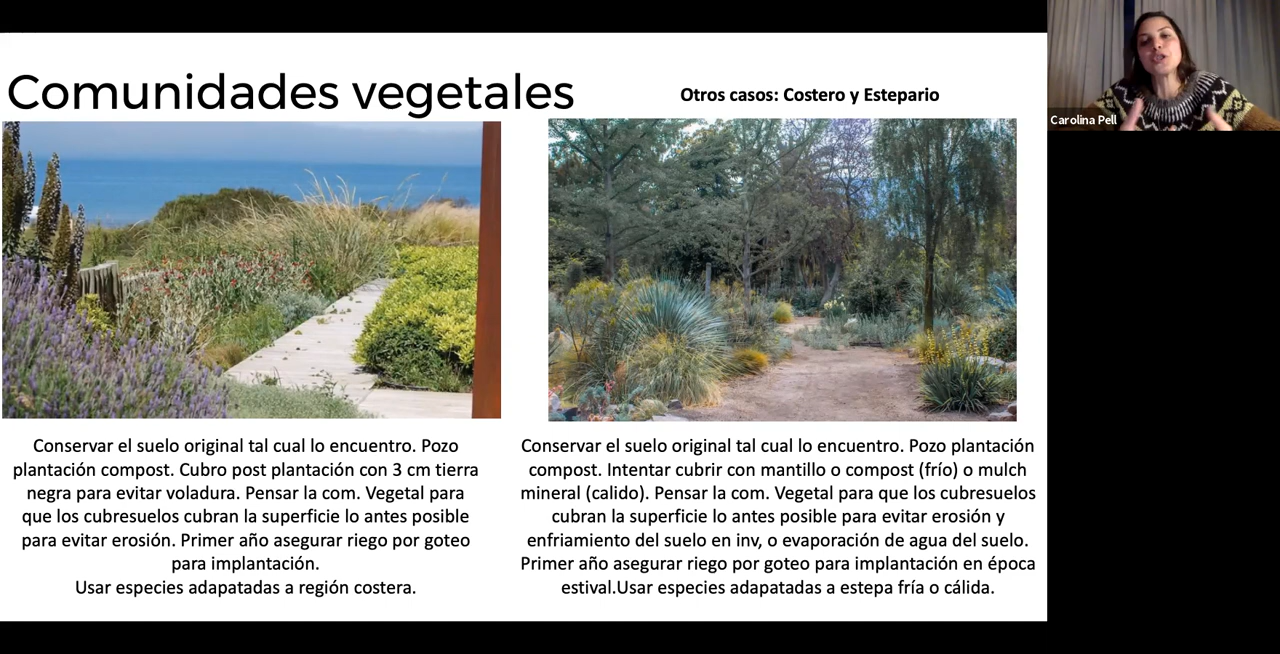 Comunidades vegetales
Otros casos: Costero y Estepario
Carolina Pell
Conservar el suelo original tal cual lo encuentro. Pozo
plantación compost. Cubro post plantación con 3 cm tierra
negra para evitar voladura. Pensar la com. Vegetal para
que los cubresuelos cubran la superficie lo antes posible
para evitar erosión. Primer año asegurar riego por goteo
para implantación.
Usar especies adapatadas a región costera.
Conservar el suelo original tal cual lo encuentro. Pozo plantación
compost. Intentar cubrir con mantillo o compost (frío) o mulch
mineral (calido). Pensar la com. Vegetal para que los cubresuelos
cubran la superficie lo antes posible para evitar erosión y
enfriamiento del suelo en inv, o evaporación de agua del suelo.
Primer año asegurar riego por goteo para implantación en época
estival.Usar especies adapatadas a estepa fría o cálida.